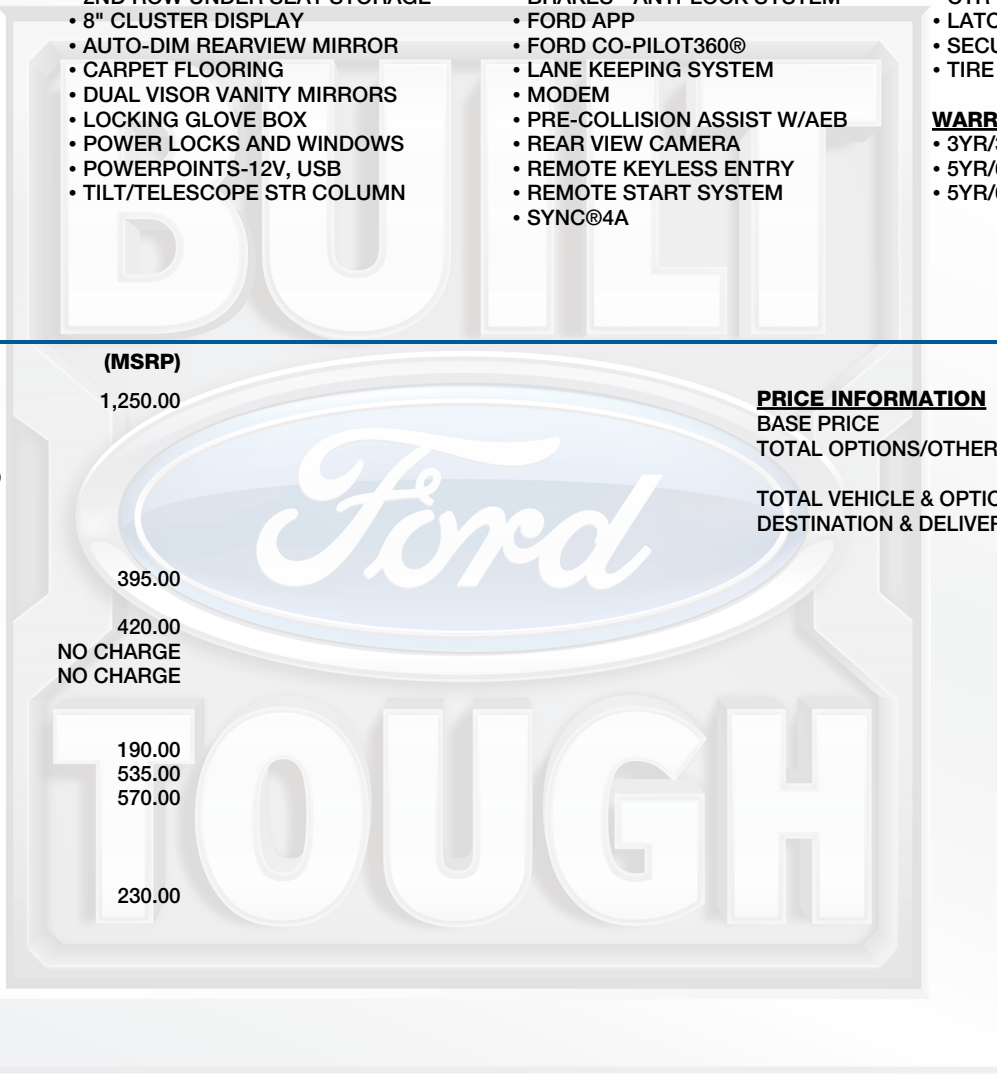 • 8" CLUSTER DISPLAY
• AUTO-DIM REARVIEW MIRROR
• CARPET FLOORING
• DUAL VISOR VANITY MIRRORS
• LOCKING GLOVE BOX
• POWER LOCKS AND WINDOWS
• POWERPOINTS-12V, USB
• TILT/TELESCOPE STR COLUMN
• FORD APP
• FORD CO-PILOT360®
• LANE KEEPING SYSTEM
• MODEM
• PRE-COLLISION ASSIST W/AEB
• REAR VIEW CAMERA
• REMOTE KEYLESS ENTRY
• REMOTE START SYSTEM
• SYNC®4A
• TIRE
3YR/
5YR/
5YR/
BUILT
(MSRP)
1,250.00
395.00
420.00
NO CHARGE
NO CHARGE
190.00
535.00
570.00
230.00
Ford
TOUGH
PRICE INFORMATION
BASE PRICE
TOTAL OPTIONS/OTHER
TOTAL VEHICLE &
DESTINATION &